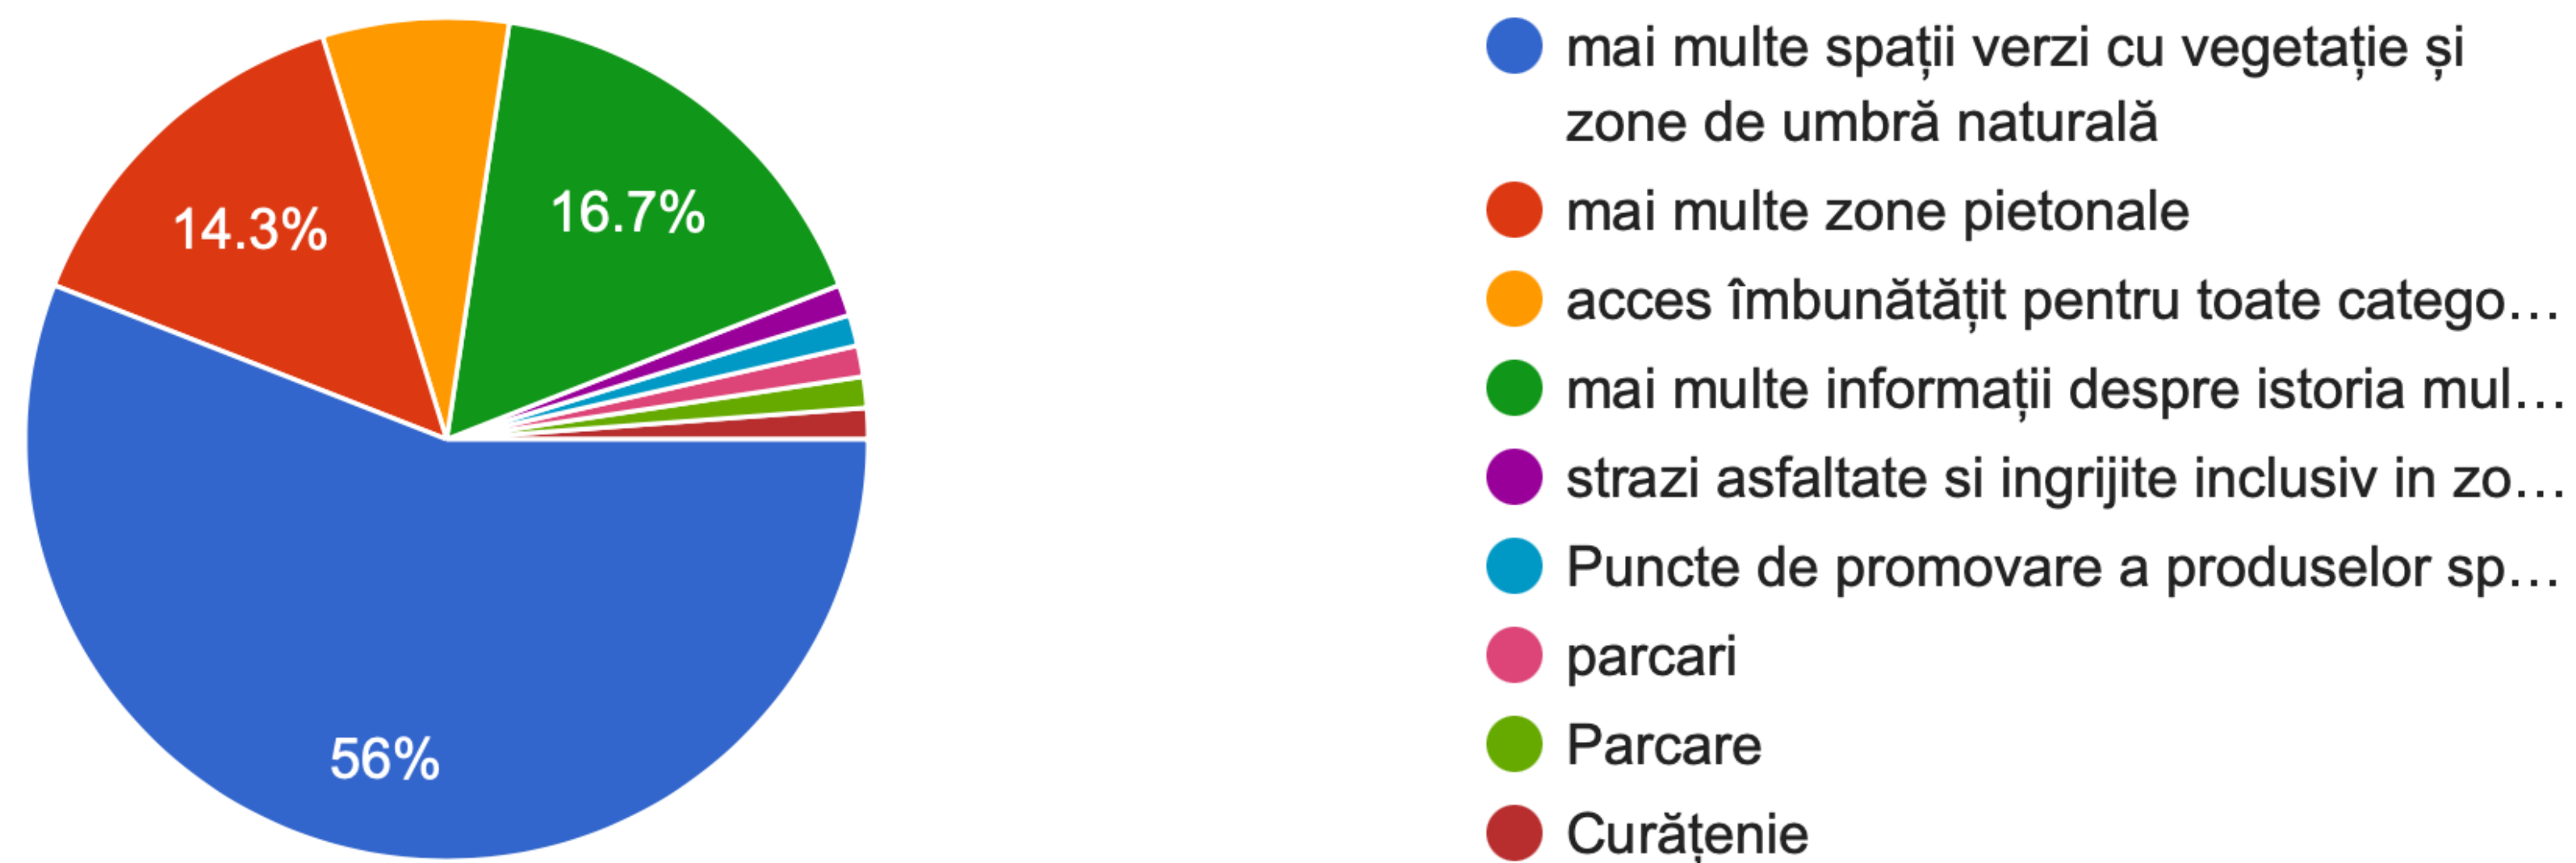 14.3%
16.7%
56%
mai multe spații verzi cu vegetație și
zone de umbră naturală
mai multe zone pietonale
acces îmbunătățit pentru toate catego…
mai multe informații despre istoria mul…
strazi asfaltate si ingrijite inclusiv in zo…
Puncte de promovare a produselor sp…
parcari
Parcare
Curățenie